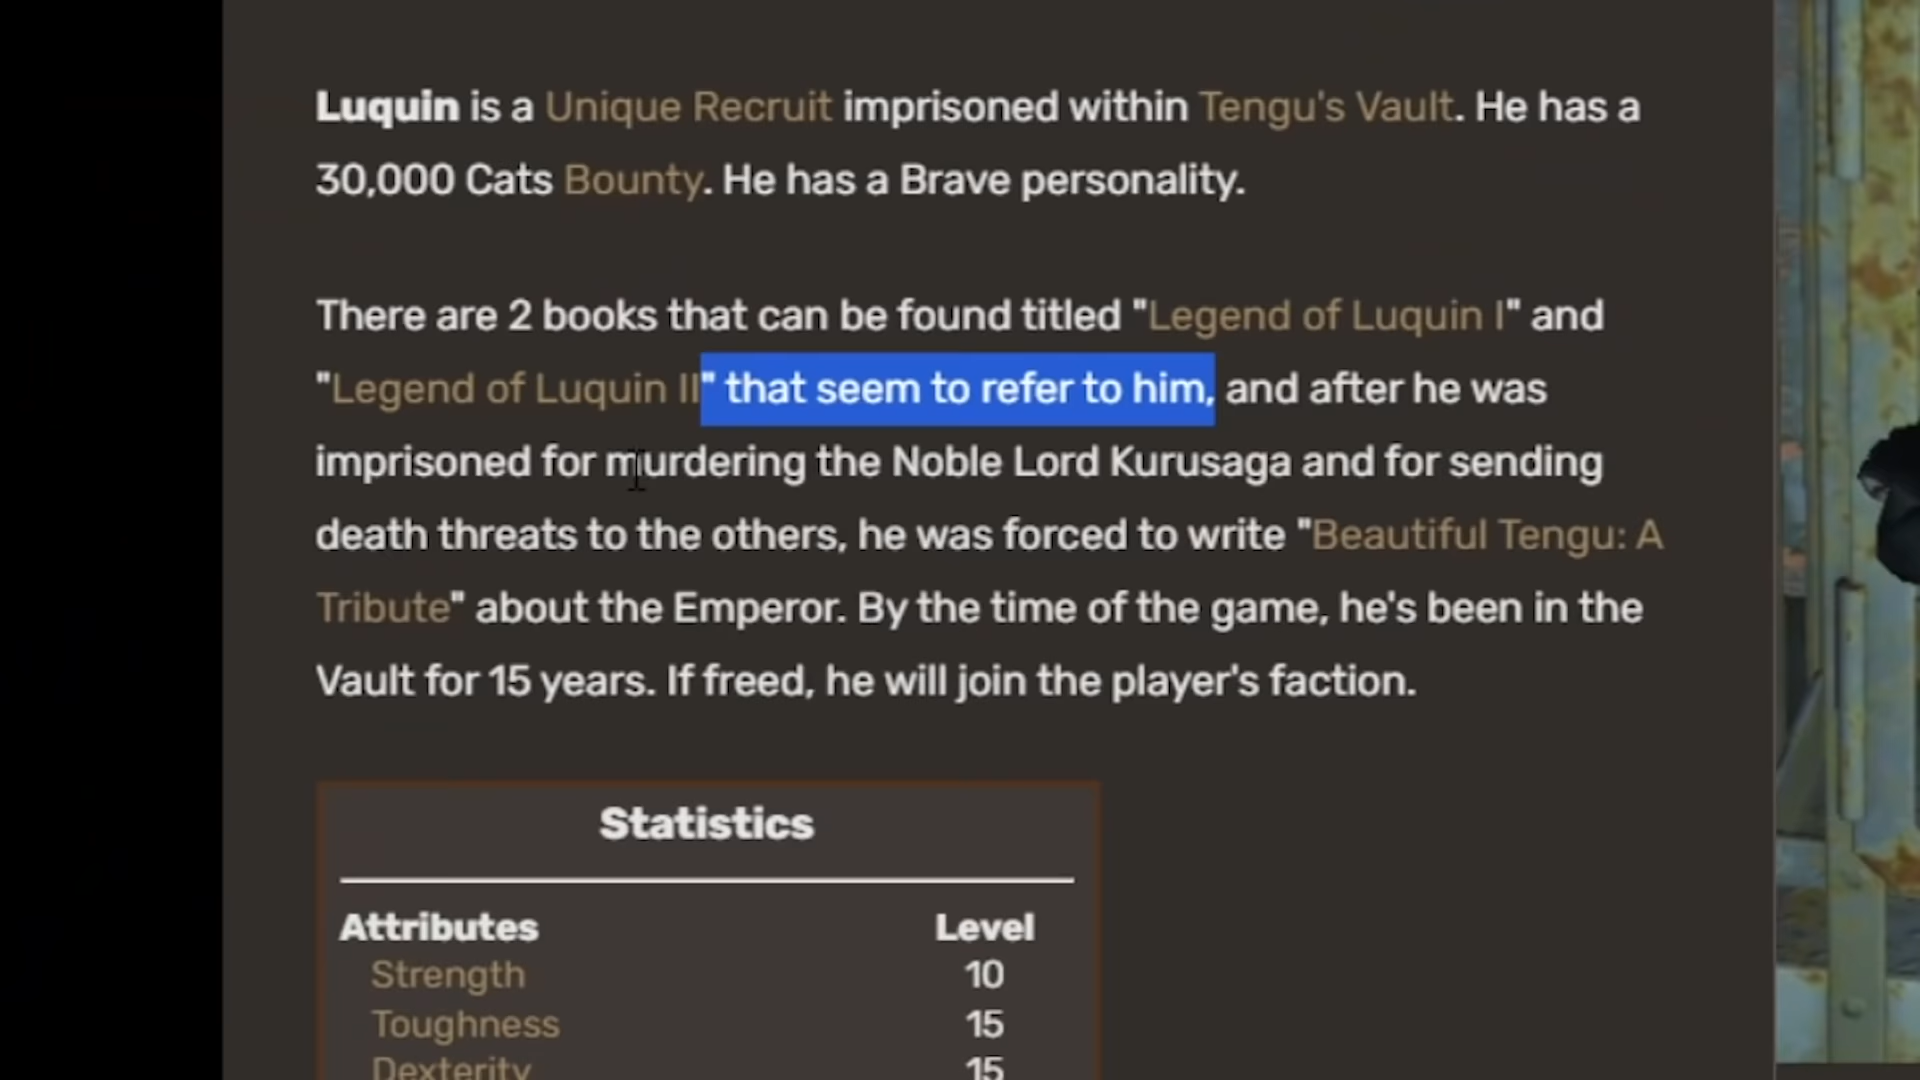 Luquin is a Unique Recruit imprisoned within Tengu's Vault. He has a
30,000 Cats Bounty. He has a Brave personality.
There are 2 books that can be found titled "Legend of Luquin I" and
"Legend of Luquin II" that seem to refer to him, and after he was
imprisoned for murdering the Noble Lord Kurusaga and for sending
death threats to the others, he was forced to write "Beautiful Tengu: A
Tribute" about the Emperor. By the time of the game, he's been in the
Vault for 15 years. If freed, he will join the player's faction.
Statistics
Attributes Level
Strength 10
Toughness 15
Dexterity 15